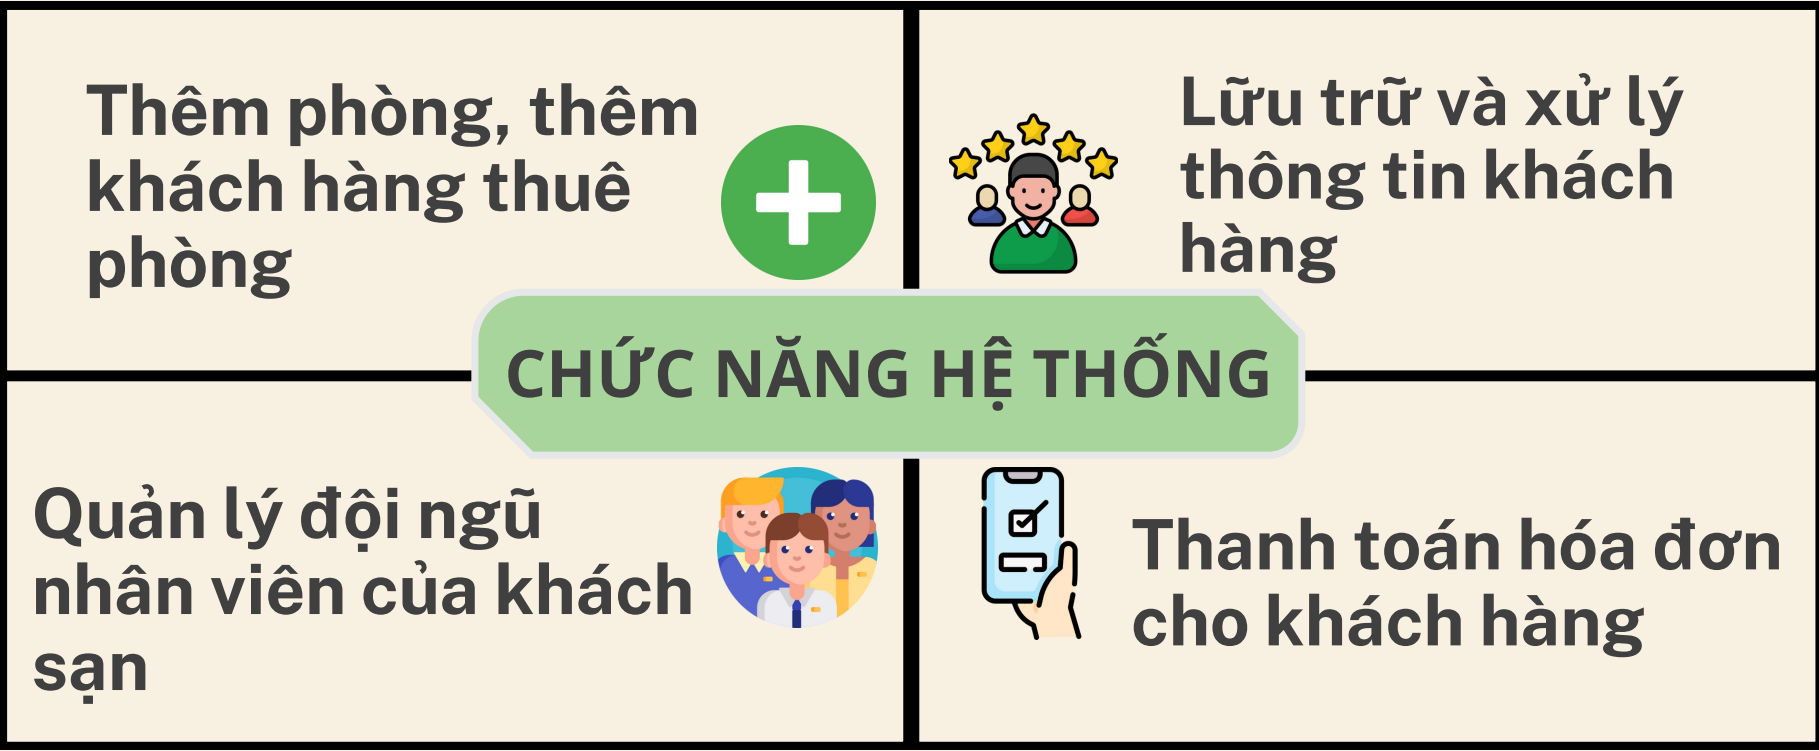 Thêm phòng, thêm
khách hàng thuê
phòng
Lữu trữ và xử lý
thông tin khách
hàng
CHỨC NĂNG HỆ THỐNG
Quản lý đội ngũ
nhân viên của khách
sạn
Thanh toán hóa đơn
cho khách hàng